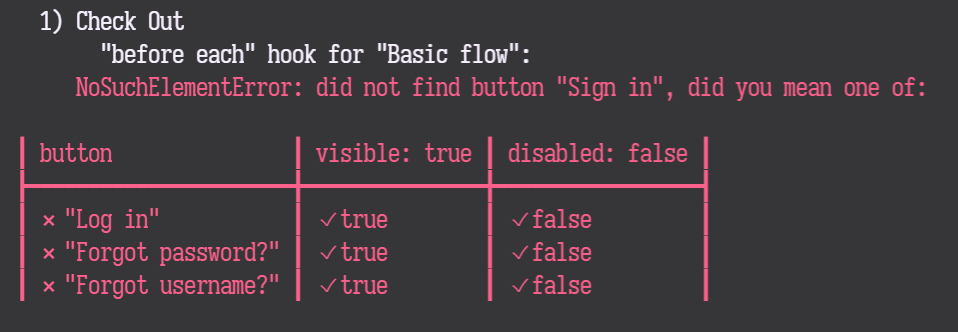 1) Check Out
"before each" hook for "Basic flow":
NoSuchElementError: did not find button "Sign in", did you mean one of:
button | visible: true | disabled: false
× "Log in" | ✓true | ✓false
× "Forgot password?" | ✓true | ✓false
× "Forgot username?" | ✓true | ✓false